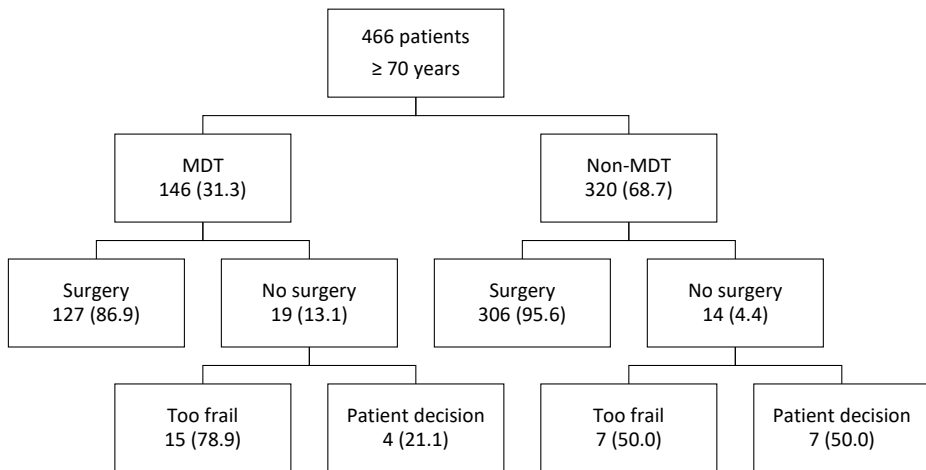 466 patients
≥ 70 years
MDT
146 (31.3)
Non-MDT
320 (68.7)
Surgery
127 (86.9)
No surgery
19 (13.1)
Surgery
306 (95.6)
No surgery
14 (4.4)
Too frail
15 (78.9)
Patient decision
4 (21.1)
Too frail
7 (50.0)
Patient decision
7 (50.0)